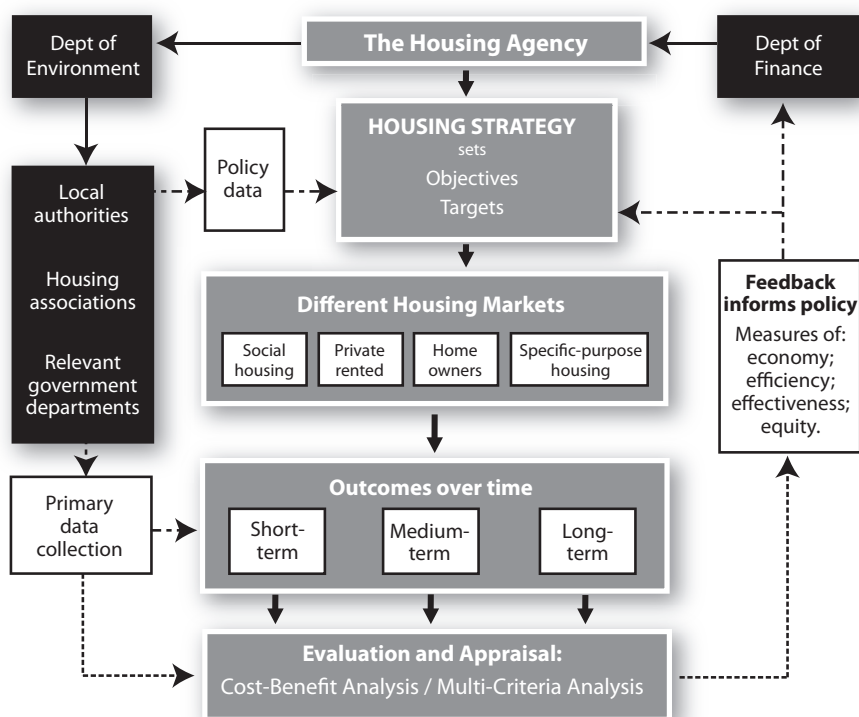 Dept of
Environment
The Housing Agency
Dept of
Finance
HOUSING STRATEGY
sets
Objectives
Targets
Policy
data
Local
authorities
Housing
associations
Relevant
government
departments
Different Housing Markets
Social
housing
Private
rented
Home
owners
Specific-purpose
housing
Feedback
informs policy
Measures of:
economy;
efficiency;
effectiveness;
equity.
Primary
data
collection
Outcomes over time
Short-
term
Medium-
term
Long-
term
Evaluation and Appraisal:
Cost-Benefit Analysis / Multi-Criteria Analysis